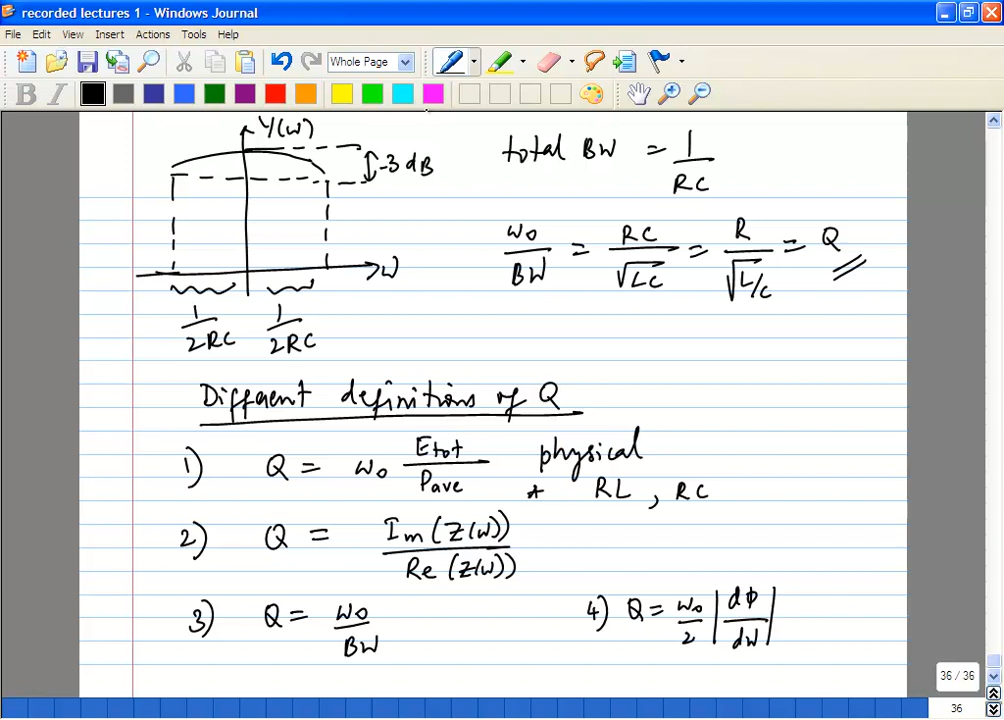 recorded lectures 1 - Windows Journal
File Edit View Insert Actions Tools Help
Whole Page
B I
Y(ω)
-3 dB
ω
1/2RC 1/2RC
total BW = 1/RC
ω0/BW = RC/√LC = R/√L/C = Q
Different definitions of Q
1) Q = ω0 Etot/Pave physical
* RL, RC
2) Q = Im(Z(ω))/Re(Z(ω))
3) Q = ω0/BW
4) Q = ω0/2 |dφ/dω|
36 / 36
36